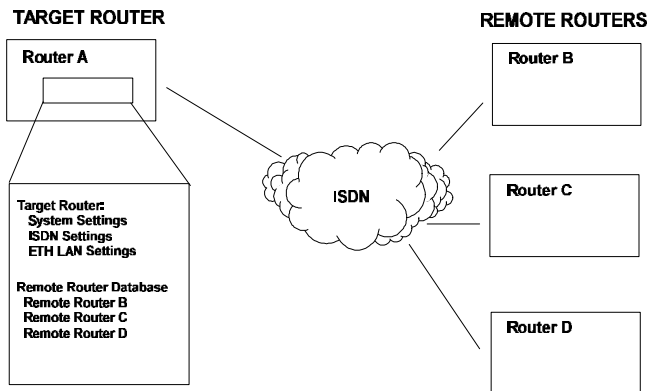 TARGET ROUTER
Router A
Target Router:
System Settings
ISDN Settings
ETH LAN Settings
Remote Router Database
Remote Router B
Remote Router C
Remote Router D
ISDN
REMOTE ROUTERS
Router B
Router C
Router D